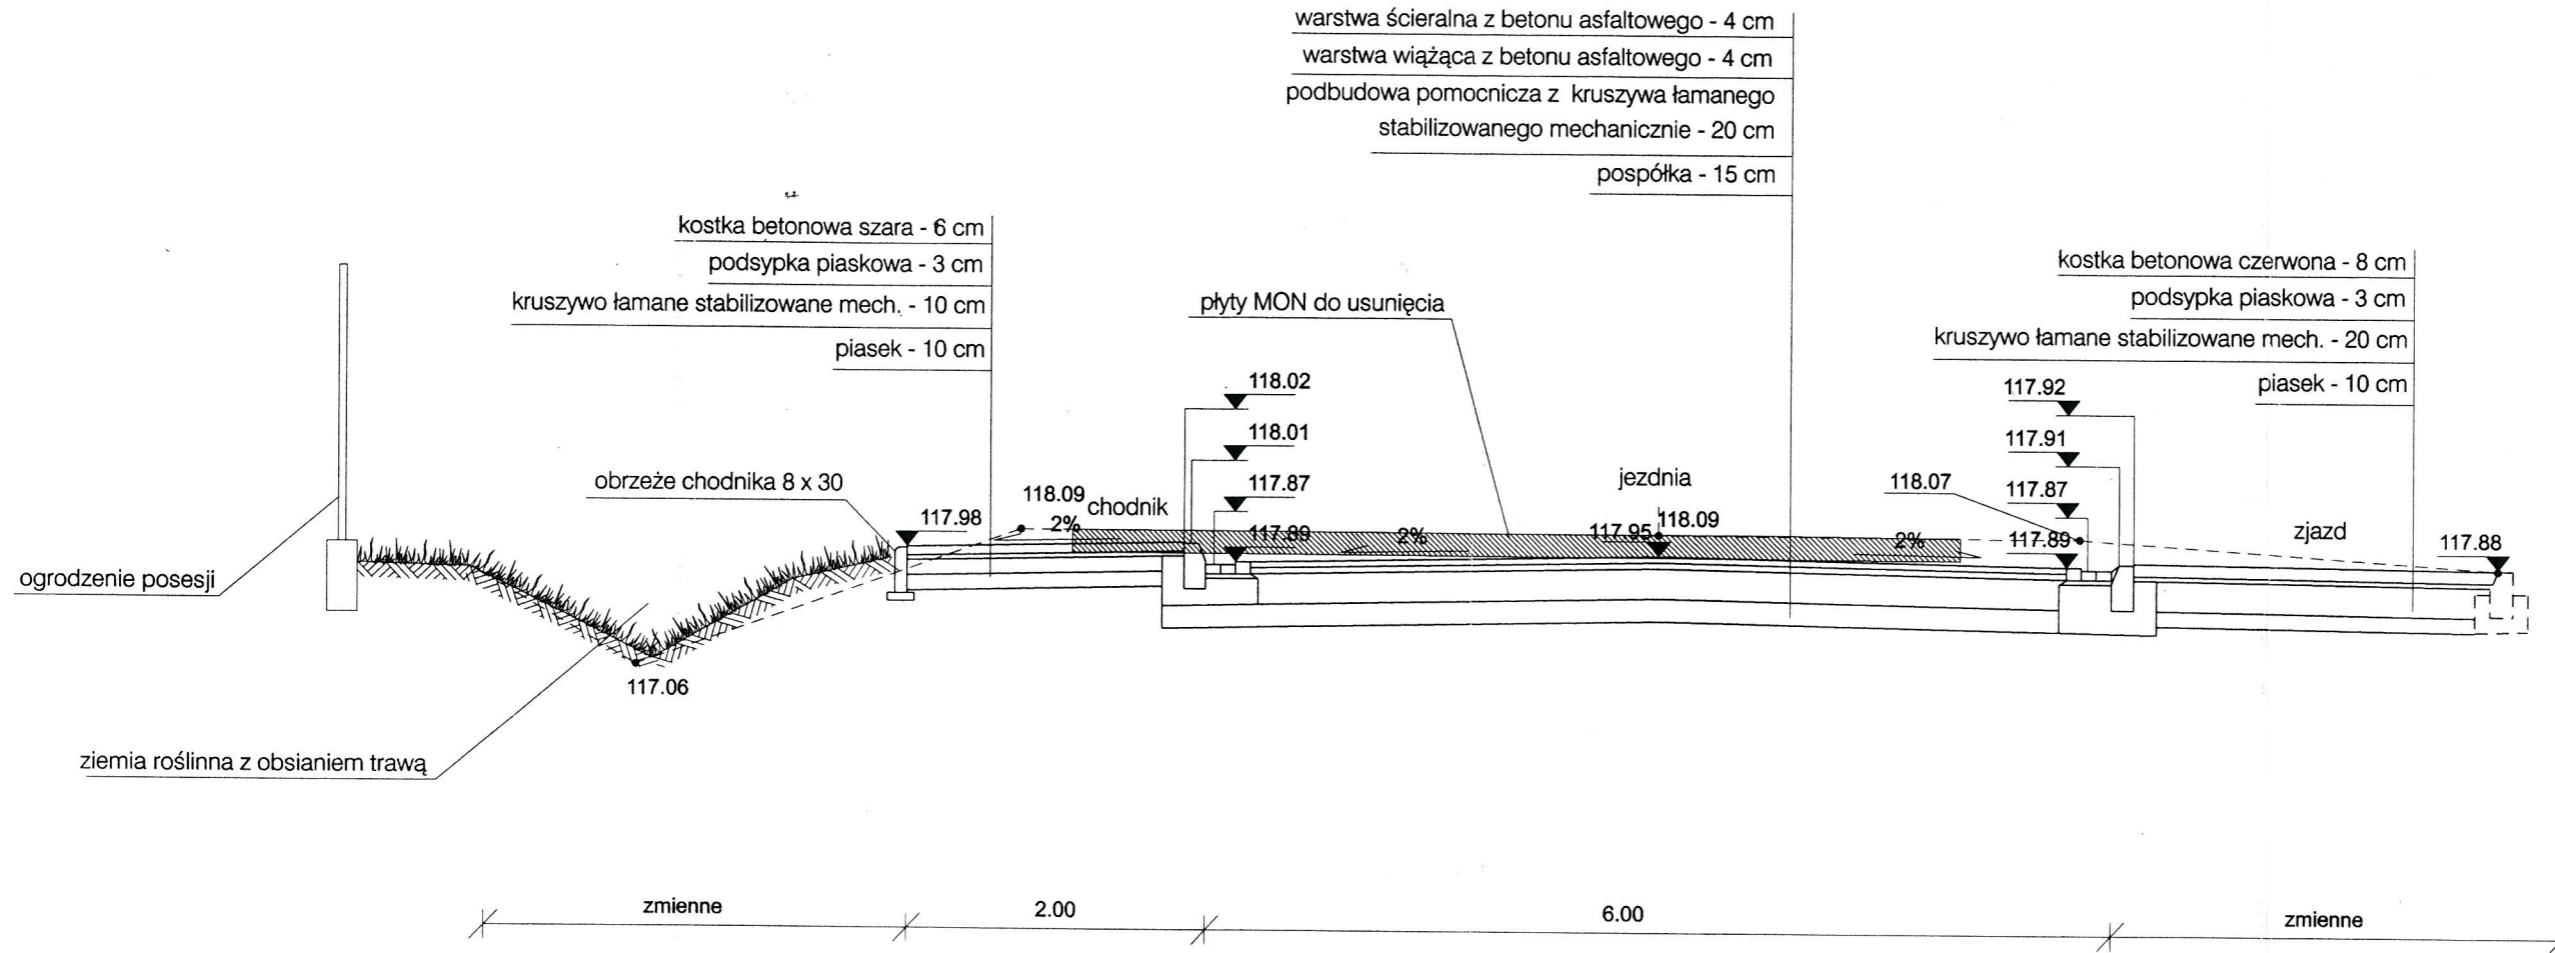 warstwa ścieralna z betonu asfaltowego - 4 cm
warstwa wiążąca z betonu asfaltowego - 4 cm
podbudowa pomocnicza z kruszywa łamanego
stabilizowanego mechanicznie - 20 cm
pospółka - 15 cm
kostka betonowa szara - 6 cm
podsypka piaskowa - 3 cm
kruszywo łamane stabilizowane mech. - 10 cm
piasek - 10 cm
płyty MON do usunięcia
kostka betonowa czerwona - 8 cm
podsypka piaskowa - 3 cm
kruszywo łamane stabilizowane mech. - 20 cm
piasek - 10 cm
118.02
118.01
117.87
117.89
117.92
117.91
117.87
117.89
obrzeże chodnika 8 x 30
117.98
118.09
chodnik
2%
2%
jezdnia
117.95
118.09
118.07
2%
zjazd
117.88
ogrodzenie posesji
117.06
ziemia roślinna z obsianiem trawą
zmienne
2.00
6.00
zmienne